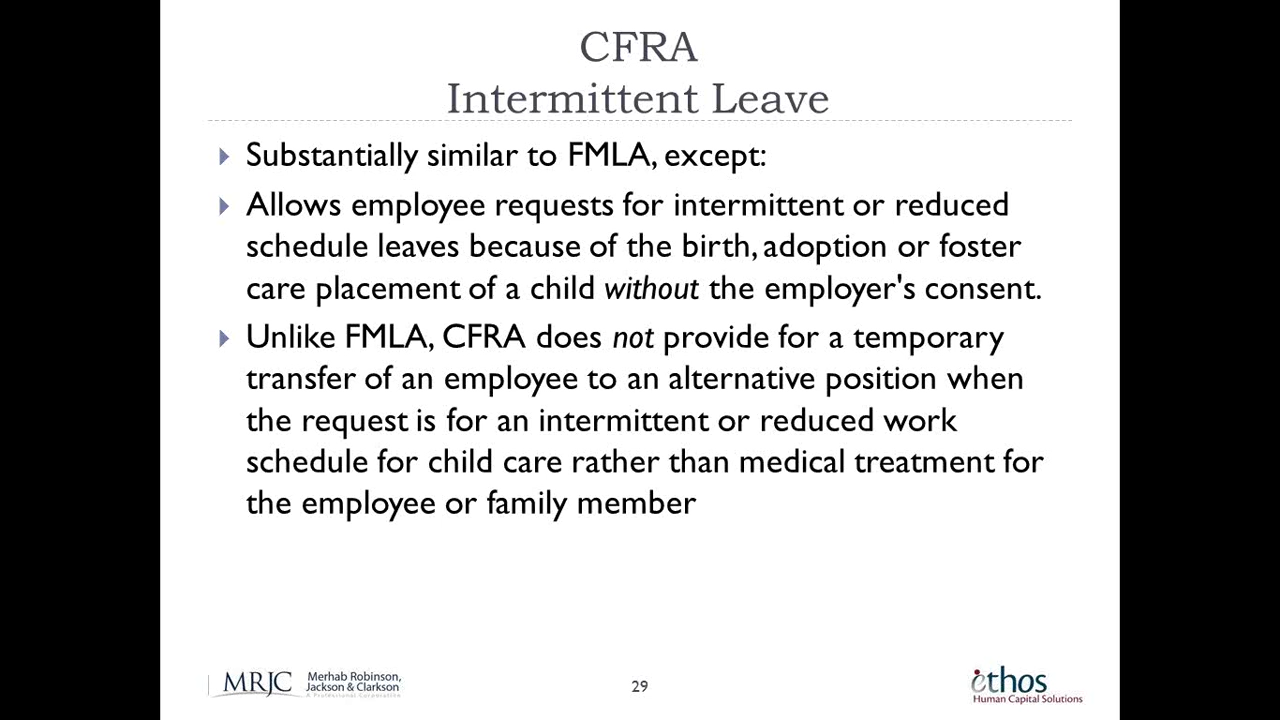 CFRA
Intermittent Leave
Substantially similar to FMLA, except:
Allows employee requests for intermittent or reduced
schedule leaves because of the birth, adoption or foster
care placement of a child without the employer's consent.
Unlike FMLA, CFRA does not provide for a temporary
transfer of an employee to an alternative position when
the request is for an intermittent or reduced work
schedule for child care rather than medical treatment for
the employee or family member
MRJC
Merhab Robinson,
Jackson & Clarkson
A Professional Corporation
29
ethos
Human Capital Solutions